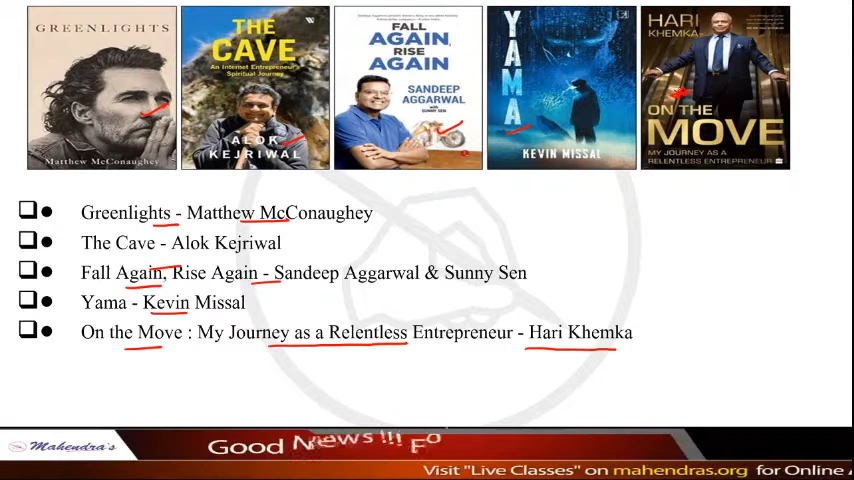 GREENLIGHTS
Matthew McConaughey
THE
CAVE
An Internet Entrepreneur's
Spiritual Journey
ALOK
KEJRIWAL
FALL
AGAIN,
RISE
AGAIN
SANDEEP
AGGARWAL
with
SUNNY SEN
YAMA
KEVIN MISSAL
HARI
KHEMKA
ON THE
MOVE
MY JOURNEY AS A
RELENTLESS ENTREPRENEUR
Greenlights - Matthew McConaughey
The Cave - Alok Kejriwal
Fall Again, Rise Again - Sandeep Aggarwal & Sunny Sen
Yama - Kevin Missal
On the Move : My Journey as a Relentless Entrepreneur - Hari Khemka
Mahendra's
Good News !!! Fo
Visit "Live Classes" on mahendras.org for Online A